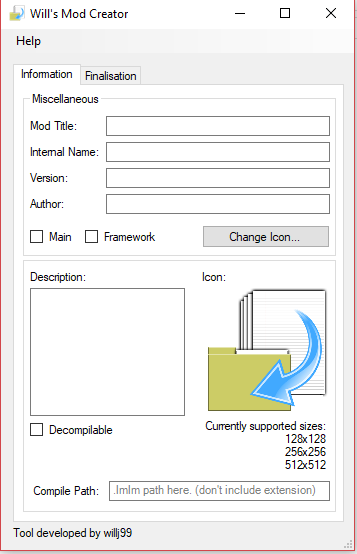 Will's Mod Creator
Help
Information Finalisation
Miscellaneous
Mod Title:
Internal Name:
Version:
Author:
Main Framework Change Icon...
Description: Icon:
Decompilable
Currently supported sizes:
128x128
256x256
512x512
Compile Path: .lmlm path here. (don't include extension)
Tool developed by willj99